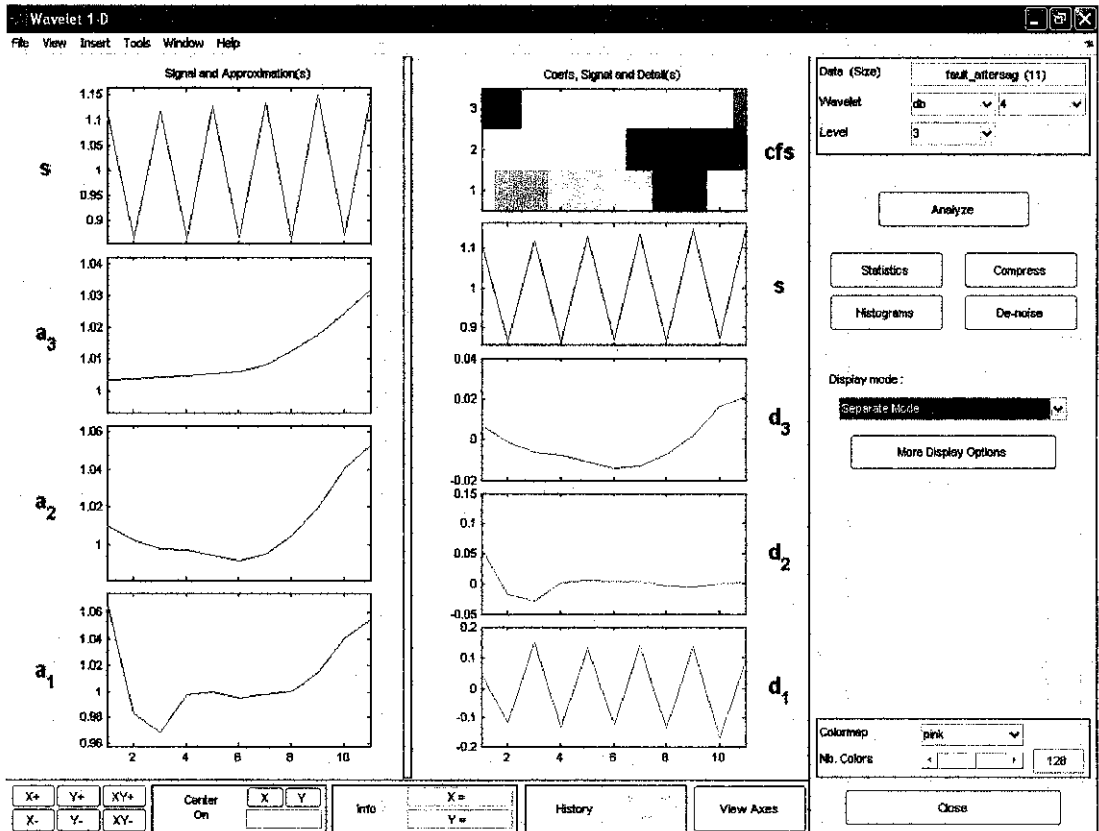 Wavelet 1-D
File View Insert Tools Window Help
Signal and Approximation(s)
s
1.15
1.1
1.05
1
0.95
0.9
a3
1.04
1.03
1.02
1.01
1
a2
1.06
1.04
1.02
1
a1
1.06
1.04
1.02
1
0.98
0.96
2 4 6 8 10
Coefs, Signal and Detail(s)
3
2
1
cfs
1.1
1
0.9
s
0.04
0.02
0
-0.02
d3
0.15
0.1
0.05
0
-0.05
d2
0.2
0.1
0
-0.1
-0.2
d1
2 4 6 8 10
Data (Size) fault_aftersag (11)
Wavelet db 4
Level 3
Analyze
Statistics Compress
Histograms De-noise
Display mode :
Separate Mode
More Display Options
Colormap pink
Nb. Colors 128
X+ Y+ XY+
X- Y- XY-
Center On X Y
Info X = Y =
History
View Axes
Close